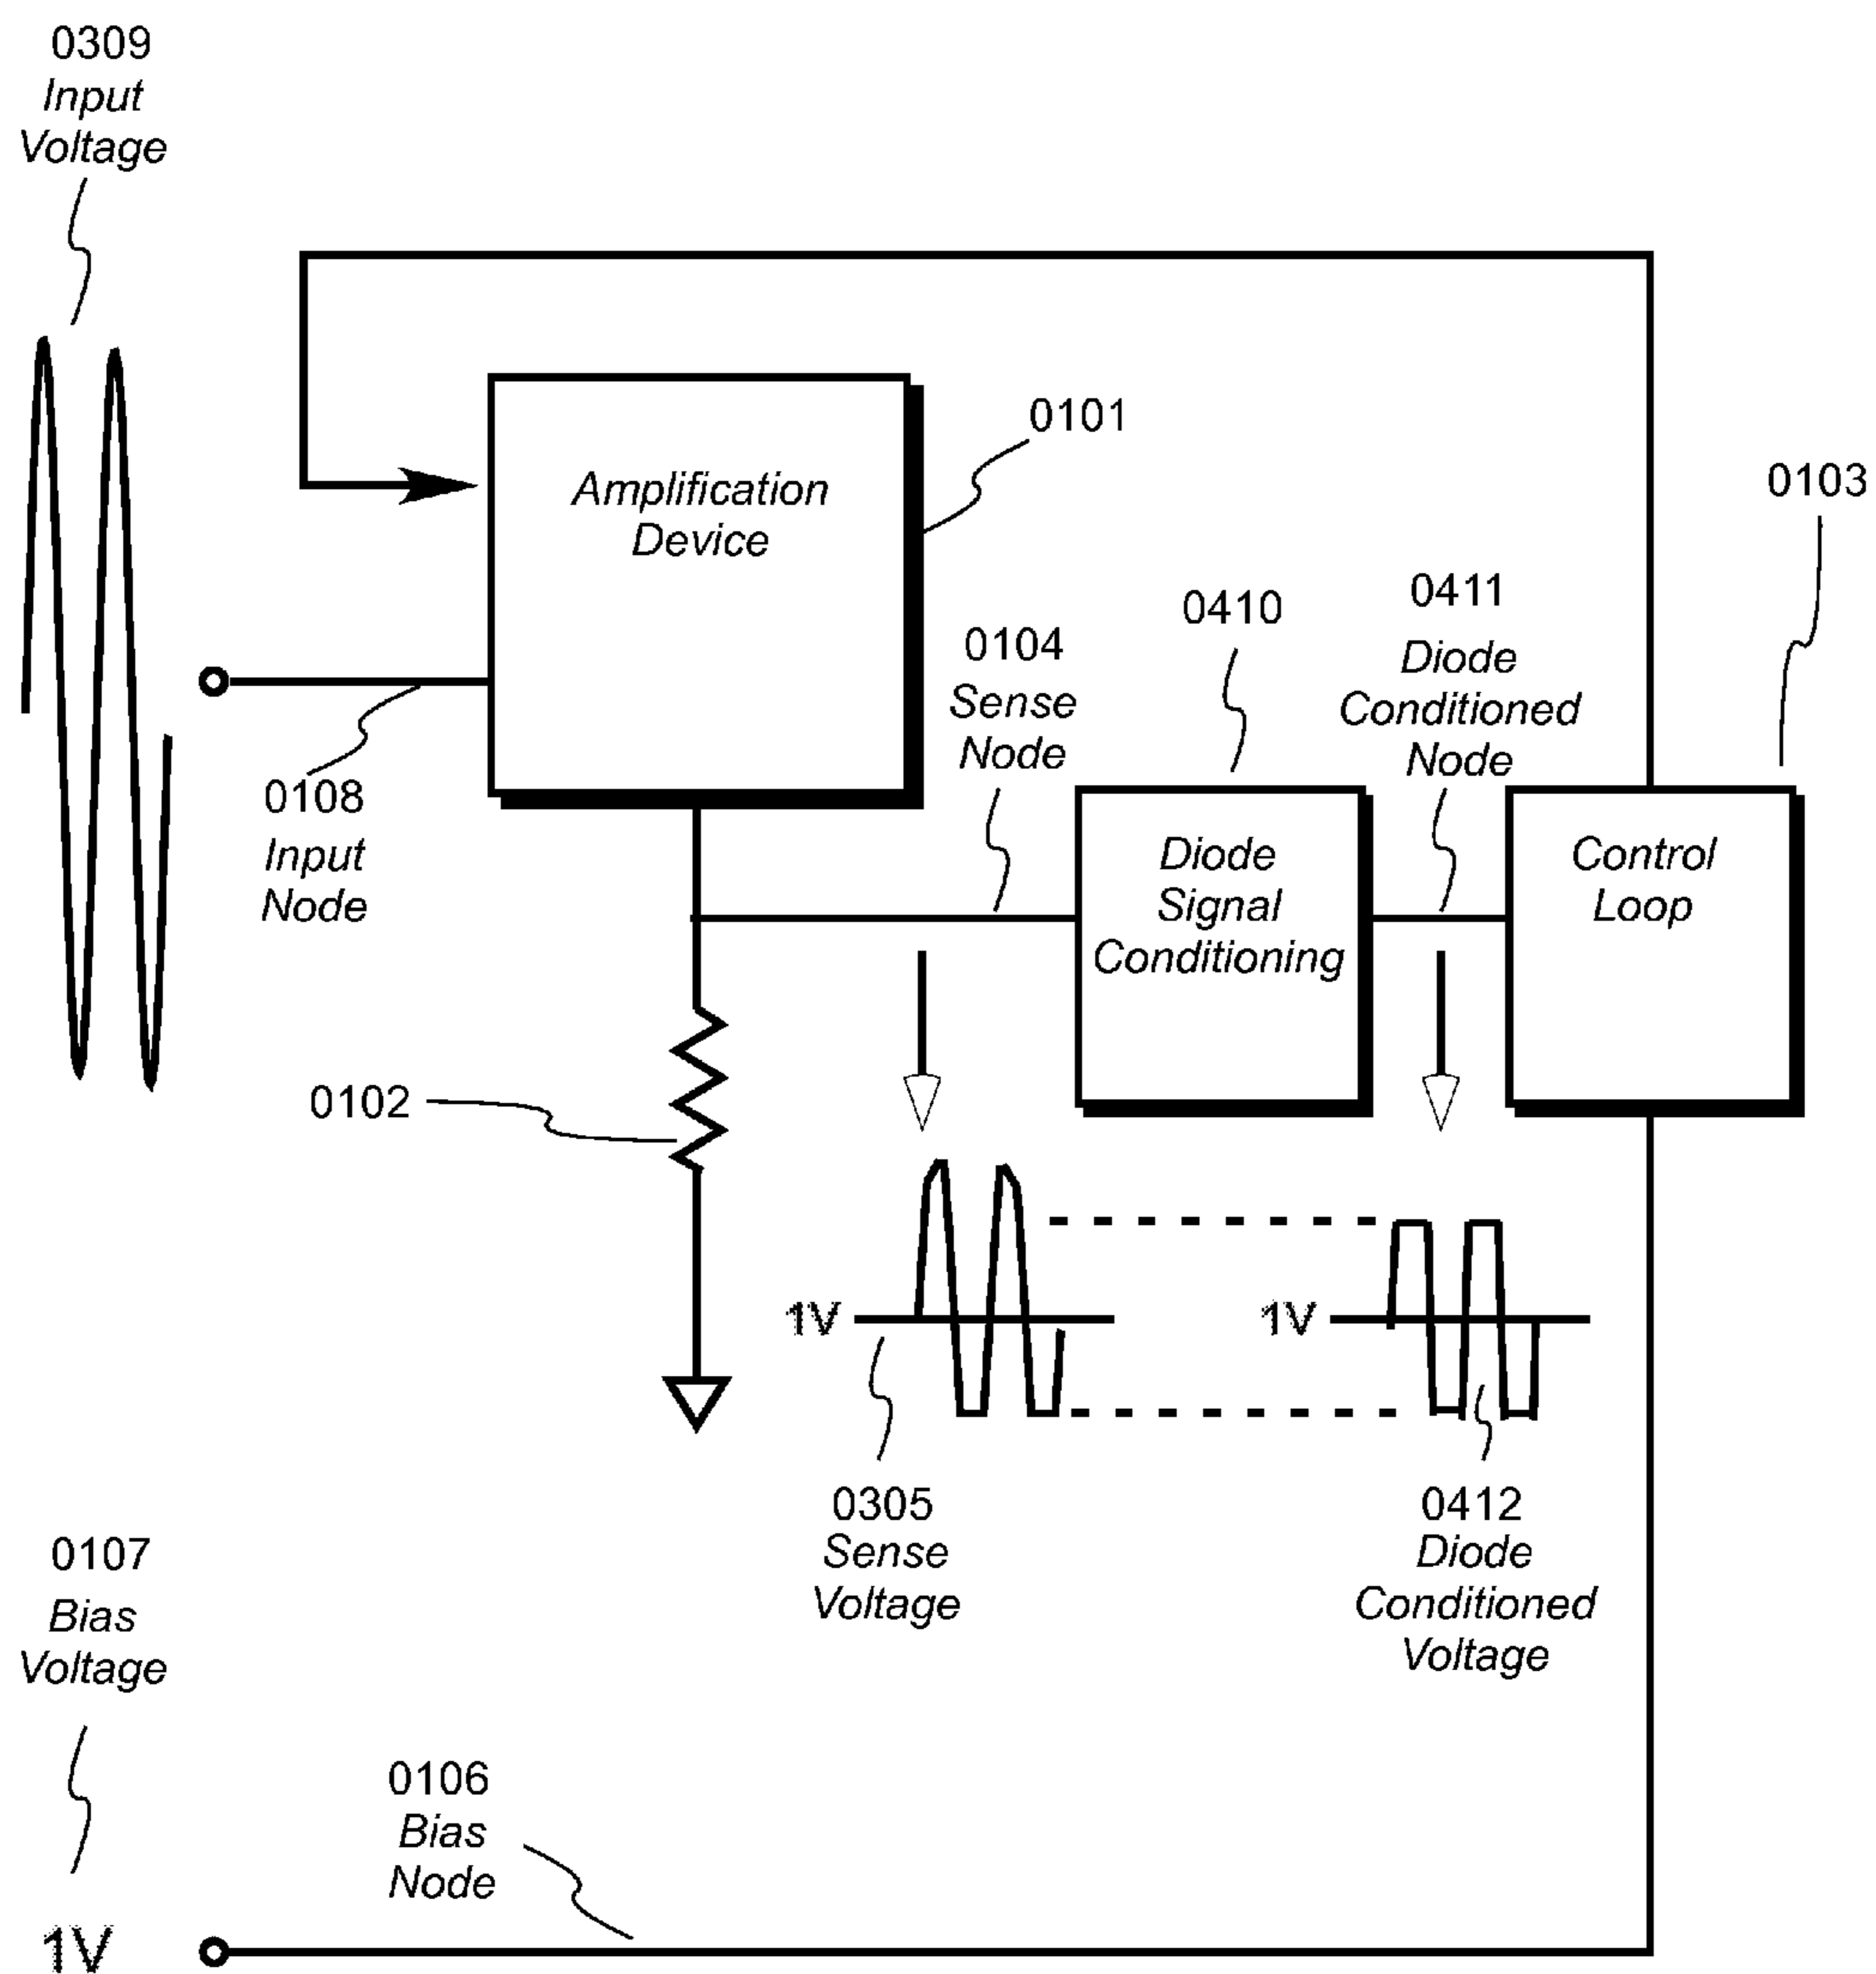 0309
Input
Voltage
0101
Amplification
Device
0103
0411
Diode
Conditioned
Node
0410
0104
Sense
Node
0108
Input
Node
Diode
Signal
Conditioning
Control
Loop
0102
1V
1V
0305
Sense
Voltage
0412
Diode
Conditioned
Voltage
0107
Bias
Voltage
0106
Bias
Node
1V